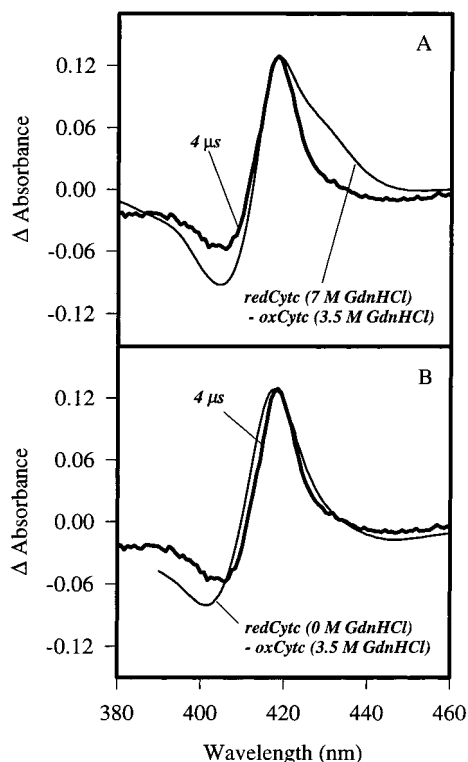 A
0.12
0.06
0.00
-0.06
-0.12
Δ Absorbance
4 μs
redCytc (7 M GdnHCl)
- oxCytc (3.5 M GdnHCl)
B
0.12
0.06
0.00
-0.06
-0.12
Δ Absorbance
4 μs
redCytc (0 M GdnHCl)
- oxCytc (3.5 M GdnHCl)
380 400 420 440 460
Wavelength (nm)